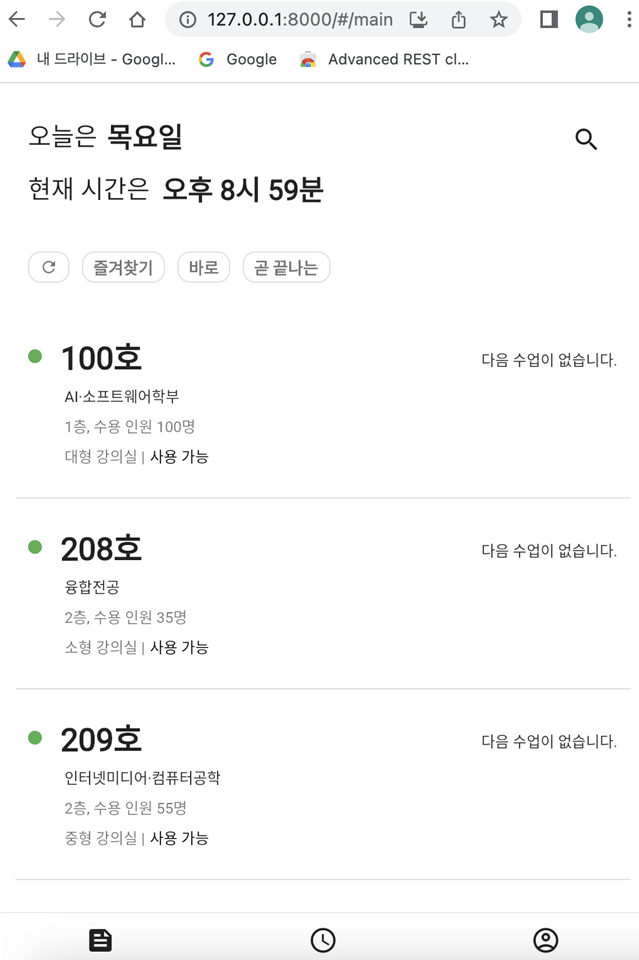 127.0.0.1:8000/#/main
내 드라이브 - Googl... Google Advanced REST cl...
오늘은 목요일
현재 시간은 오후 8시 59분
즐겨찾기 바로 곧 끝나는
100호 다음 수업이 없습니다.
AI·소프트웨어학부
1층, 수용 인원 100명
대형 강의실 | 사용 가능
208호 다음 수업이 없습니다.
융합전공
2층, 수용 인원 35명
소형 강의실 | 사용 가능
209호 다음 수업이 없습니다.
인터넷미디어·컴퓨터공학
2층, 수용 인원 55명
중형 강의실 | 사용 가능